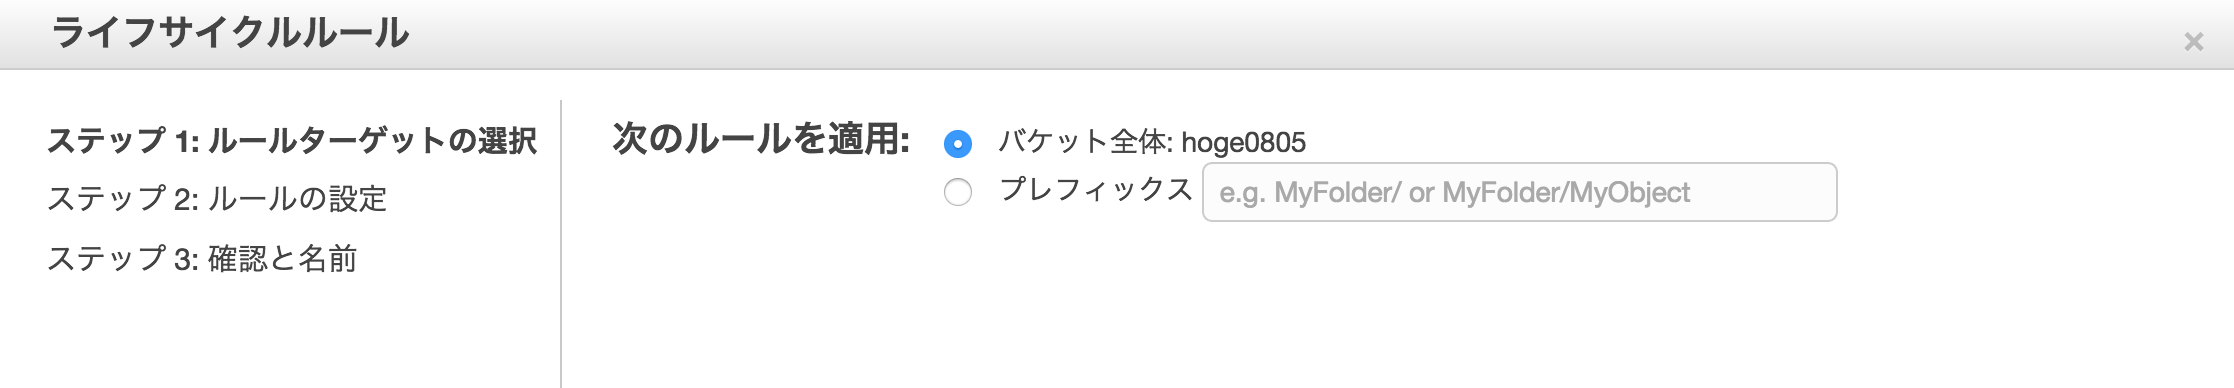 ライフサイクルルール
×
ステップ 1: ルールターゲットの選択
ステップ 2: ルールの設定
ステップ 3: 確認と名前
次のルールを適用:
バケット全体: hoge0805
プレフィックス e.g. MyFolder/ or MyFolder/MyObject